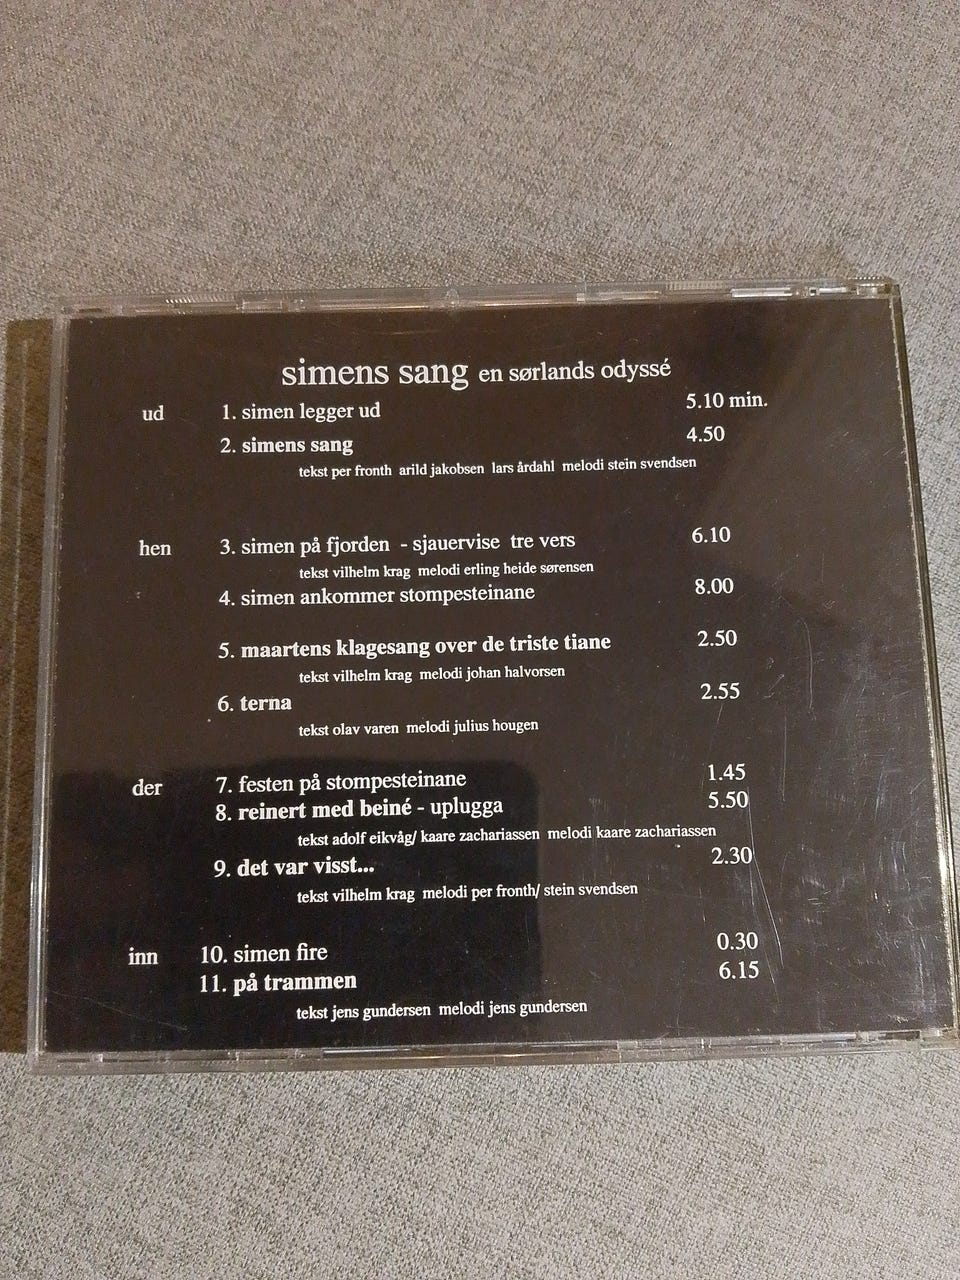 simens sang en sørlands odyssé
ud 1. simen legger ud 5.10 min.
2. simens sang 4.50
tekst per fronth arild jakobsen lars årdahl melodi stein svendsen
hen 3. simen på fjorden - sjauervise tre vers 6.10
tekst vilhelm krag melodi erling heide sørensen
4. simen ankommer stompesteinane 8.00
5. maartens klagesang over de triste tiane 2.50
tekst vilhelm krag melodi johan halvorsen
6. terna 2.55
tekst olav varen melodi julius hougen
der 7. festen på stompesteinane 1.45
8. reinert med beiné - uplugga 5.50
tekst adolf eikvåg/ kaare zachariassen melodi kaare zachariassen
9. det var visst... 2.30
tekst vilhelm krag melodi per fronth/ stein svendsen
inn 10. simen fire 0.30
11. på trammen 6.15
tekst jens gundersen melodi jens gundersen